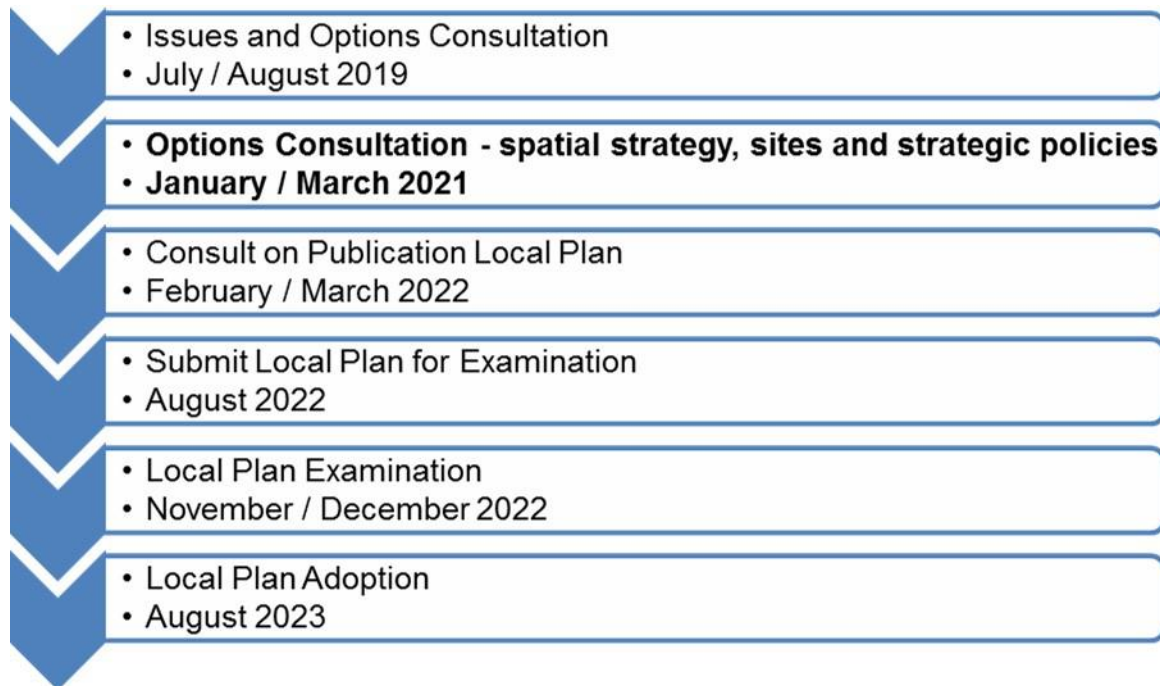 • Issues and Options Consultation
• July / August 2019
• Options Consultation - spatial strategy, sites and strategic policies
• January / March 2021
• Consult on Publication Local Plan
• February / March 2022
• Submit Local Plan for Examination
• August 2022
• Local Plan Examination
• November / December 2022
• Local Plan Adoption
• August 2023